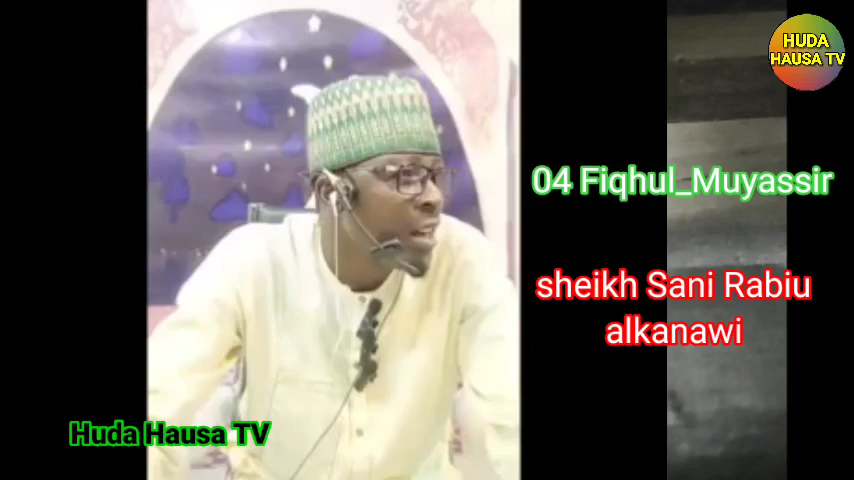 HUDA
HAUSA TV
04 Fiqhul_Muyassir
sheikh Sani Rabiu
alkanawi
Huda Hausa TV